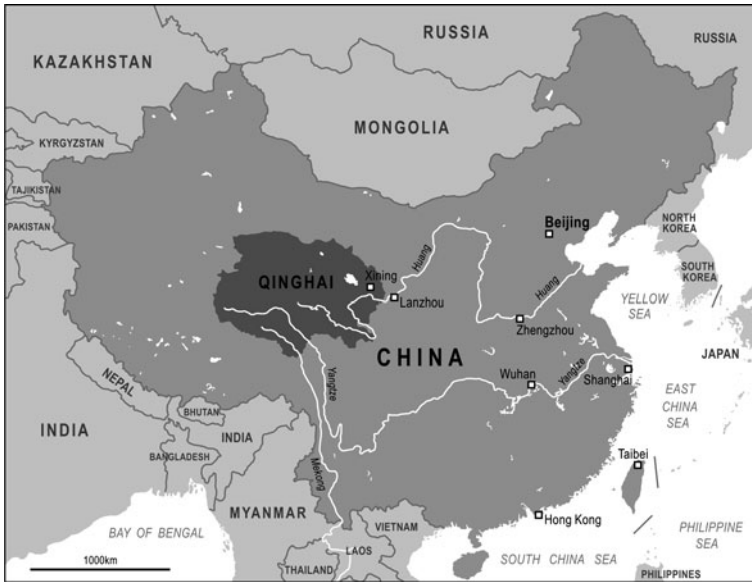 RUSSIA
RUSSIA
KAZAKHSTAN
MONGOLIA
KYRGYZSTAN
TAJIKISTAN
PAKISTAN
Beijing
NORTH
KOREA
SOUTH
KOREA
Huang
Huang
QINGHAI
Xining
Lanzhou
Zhengzhou
YELLOW
SEA
JAPAN
CHINA
NEPAL
Yangtze
Wuhan
Yangtze
Shanghai
EAST
CHINA
SEA
BHUTAN
INDIA
INDIA
BANGLADESH
Mekong
Taibei
MYANMAR
VIETNAM
Hong Kong
BAY OF BENGAL
LAOS
PHILIPPINE
SEA
SOUTH CHINA SEA
1000km
THAILAND
PHILIPPINES